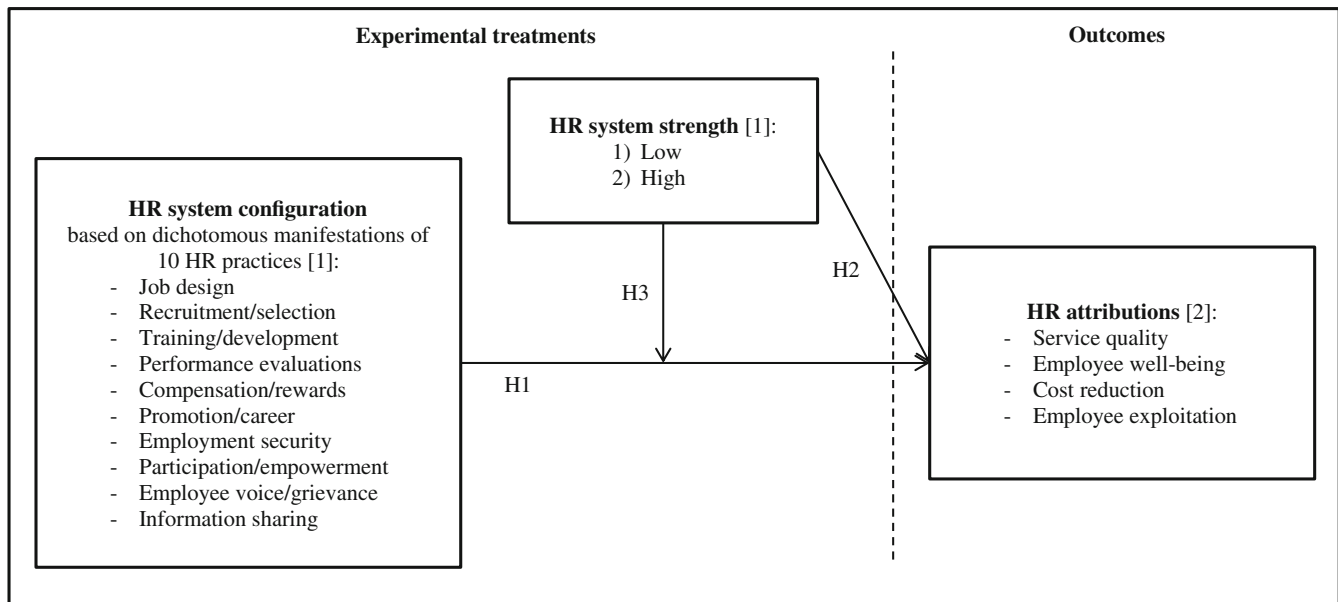 Experimental treatments
Outcomes
HR system strength [1]:
1) Low
2) High
HR system configuration
based on dichotomous manifestations of
10 HR practices [1]:
- Job design
- Recruitment/selection
- Training/development
- Performance evaluations
- Compensation/rewards
- Promotion/career
- Employment security
- Participation/empowerment
- Employee voice/grievance
- Information sharing
H1
H3
H2
HR attributions [2]:
- Service quality
- Employee well-being
- Cost reduction
- Employee exploitation